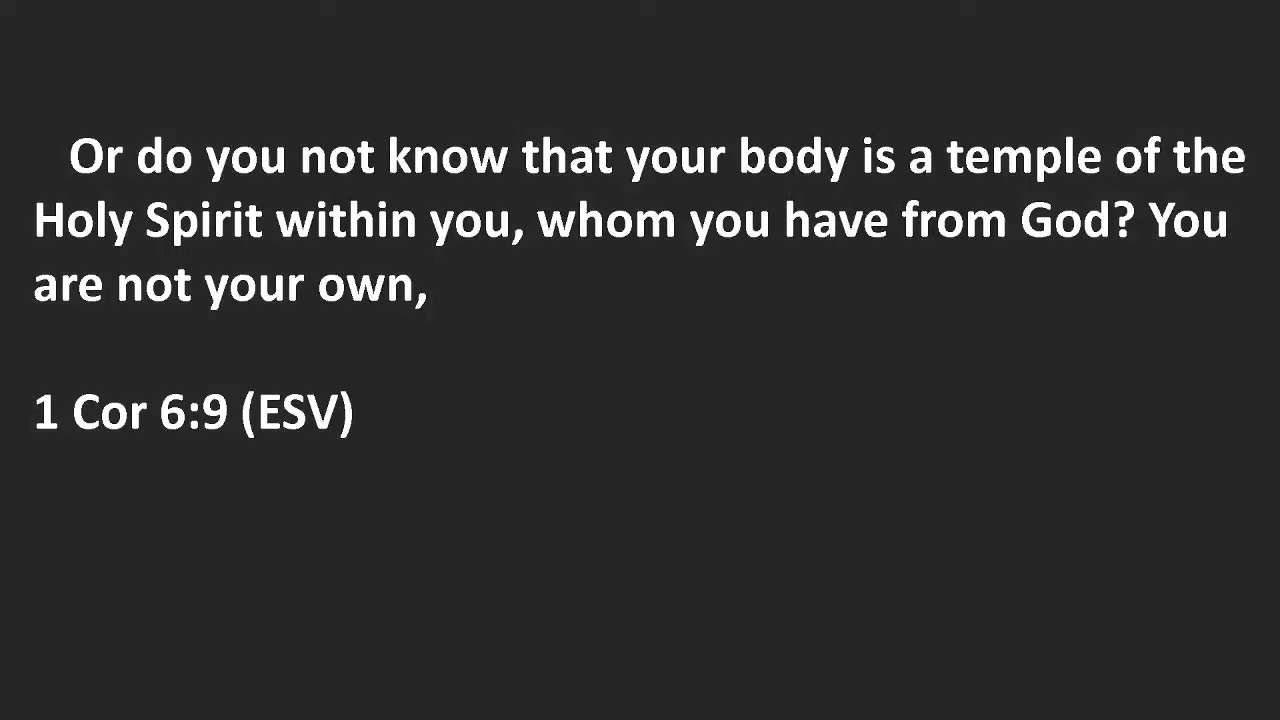 Or do you not know that your body is a temple of the
Holy Spirit within you, whom you have from God? You
are not your own,
1 Cor 6:9 (ESV)